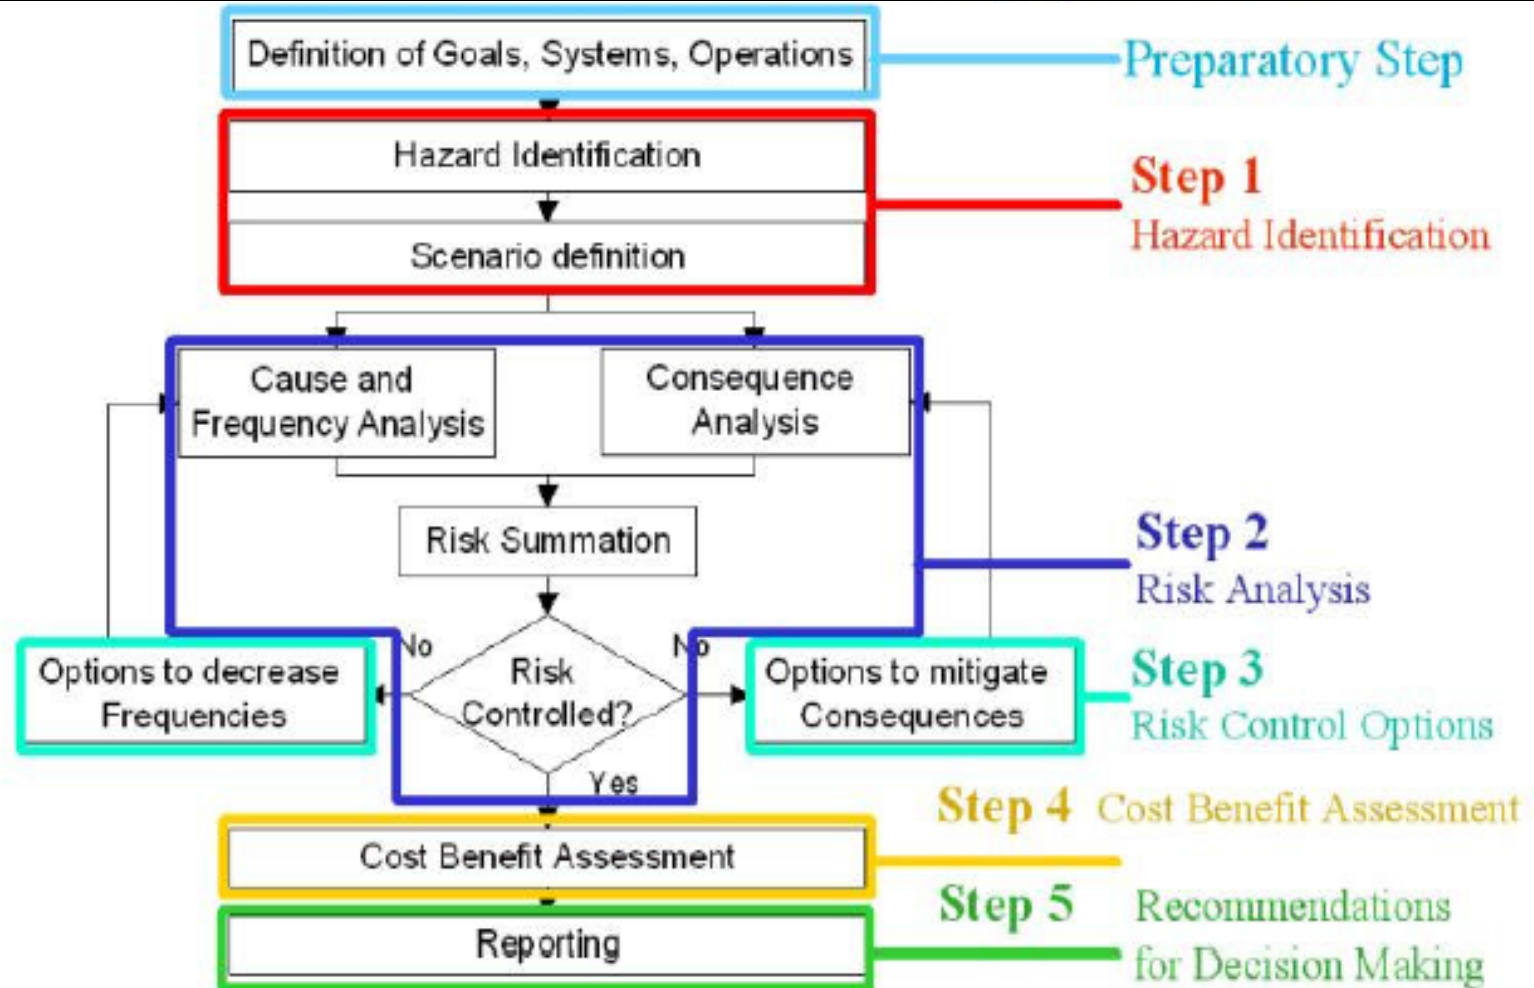 Definition of Goals, Systems, Operations
Preparatory Step
Hazard Identification
Scenario definition
Step 1
Hazard Identification
Cause and
Frequency Analysis
Consequence
Analysis
Risk Summation
Step 2
Risk Analysis
No
No
Options to decrease
Frequencies
Risk
Controlled?
Options to mitigate
Consequences
Step 3
Risk Control Options
Yes
Step 4 Cost Benefit Assessment
Cost Benefit Assessment
Step 5 Recommendations
for Decision Making
Reporting